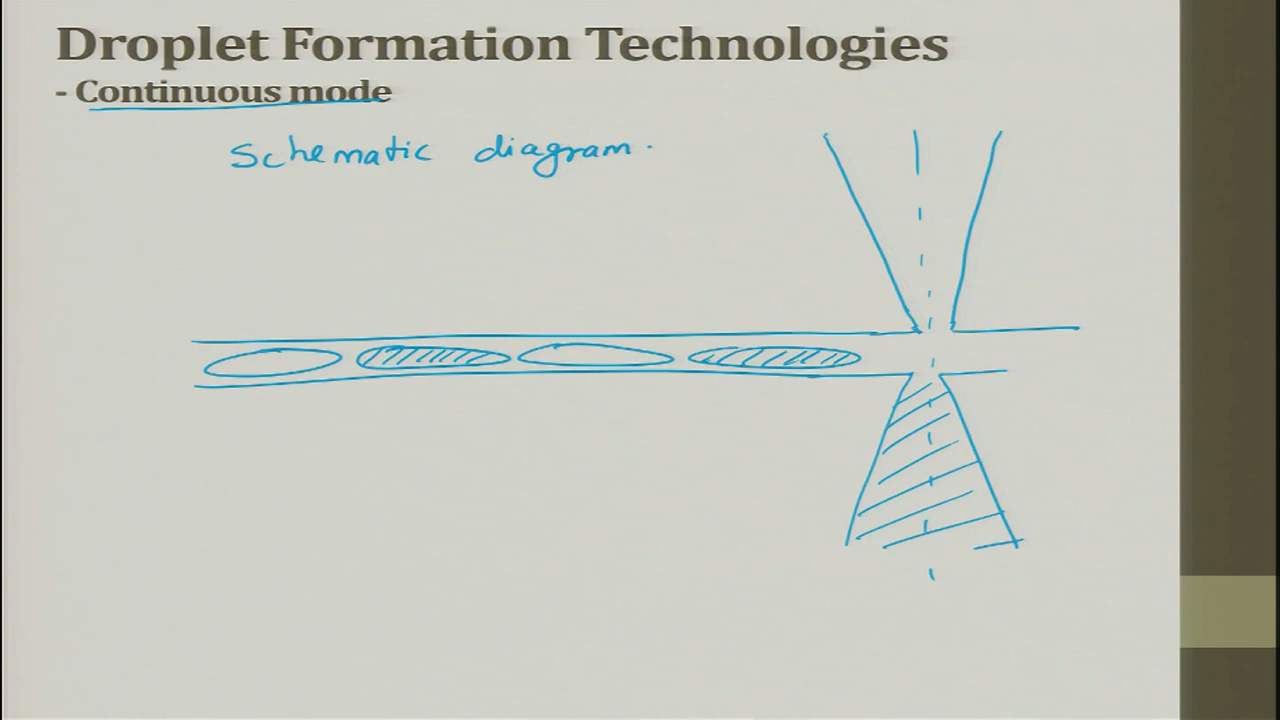 Droplet Formation Technologies
- Continuous mode
Schematic diagram.